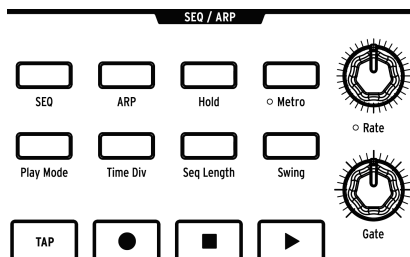 SEQ / ARP
SEQ ARP Hold Metro
Rate
Play Mode Time Div Seq Length Swing
Gate
TAP